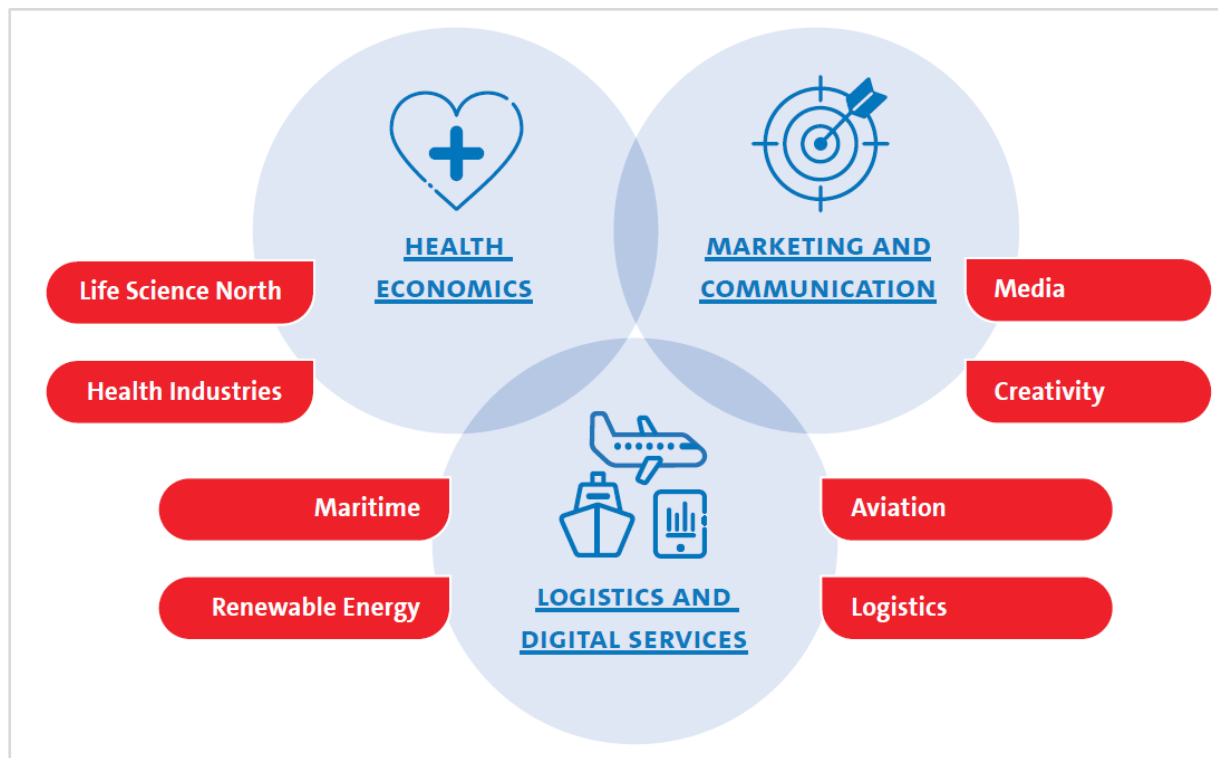 HEALTH
ECONOMICS
MARKETING AND
COMMUNICATION
Life Science North
Health Industries
Media
Creativity
Maritime
Renewable Energy
Aviation
Logistics
LOGISTICS AND
DIGITAL SERVICES